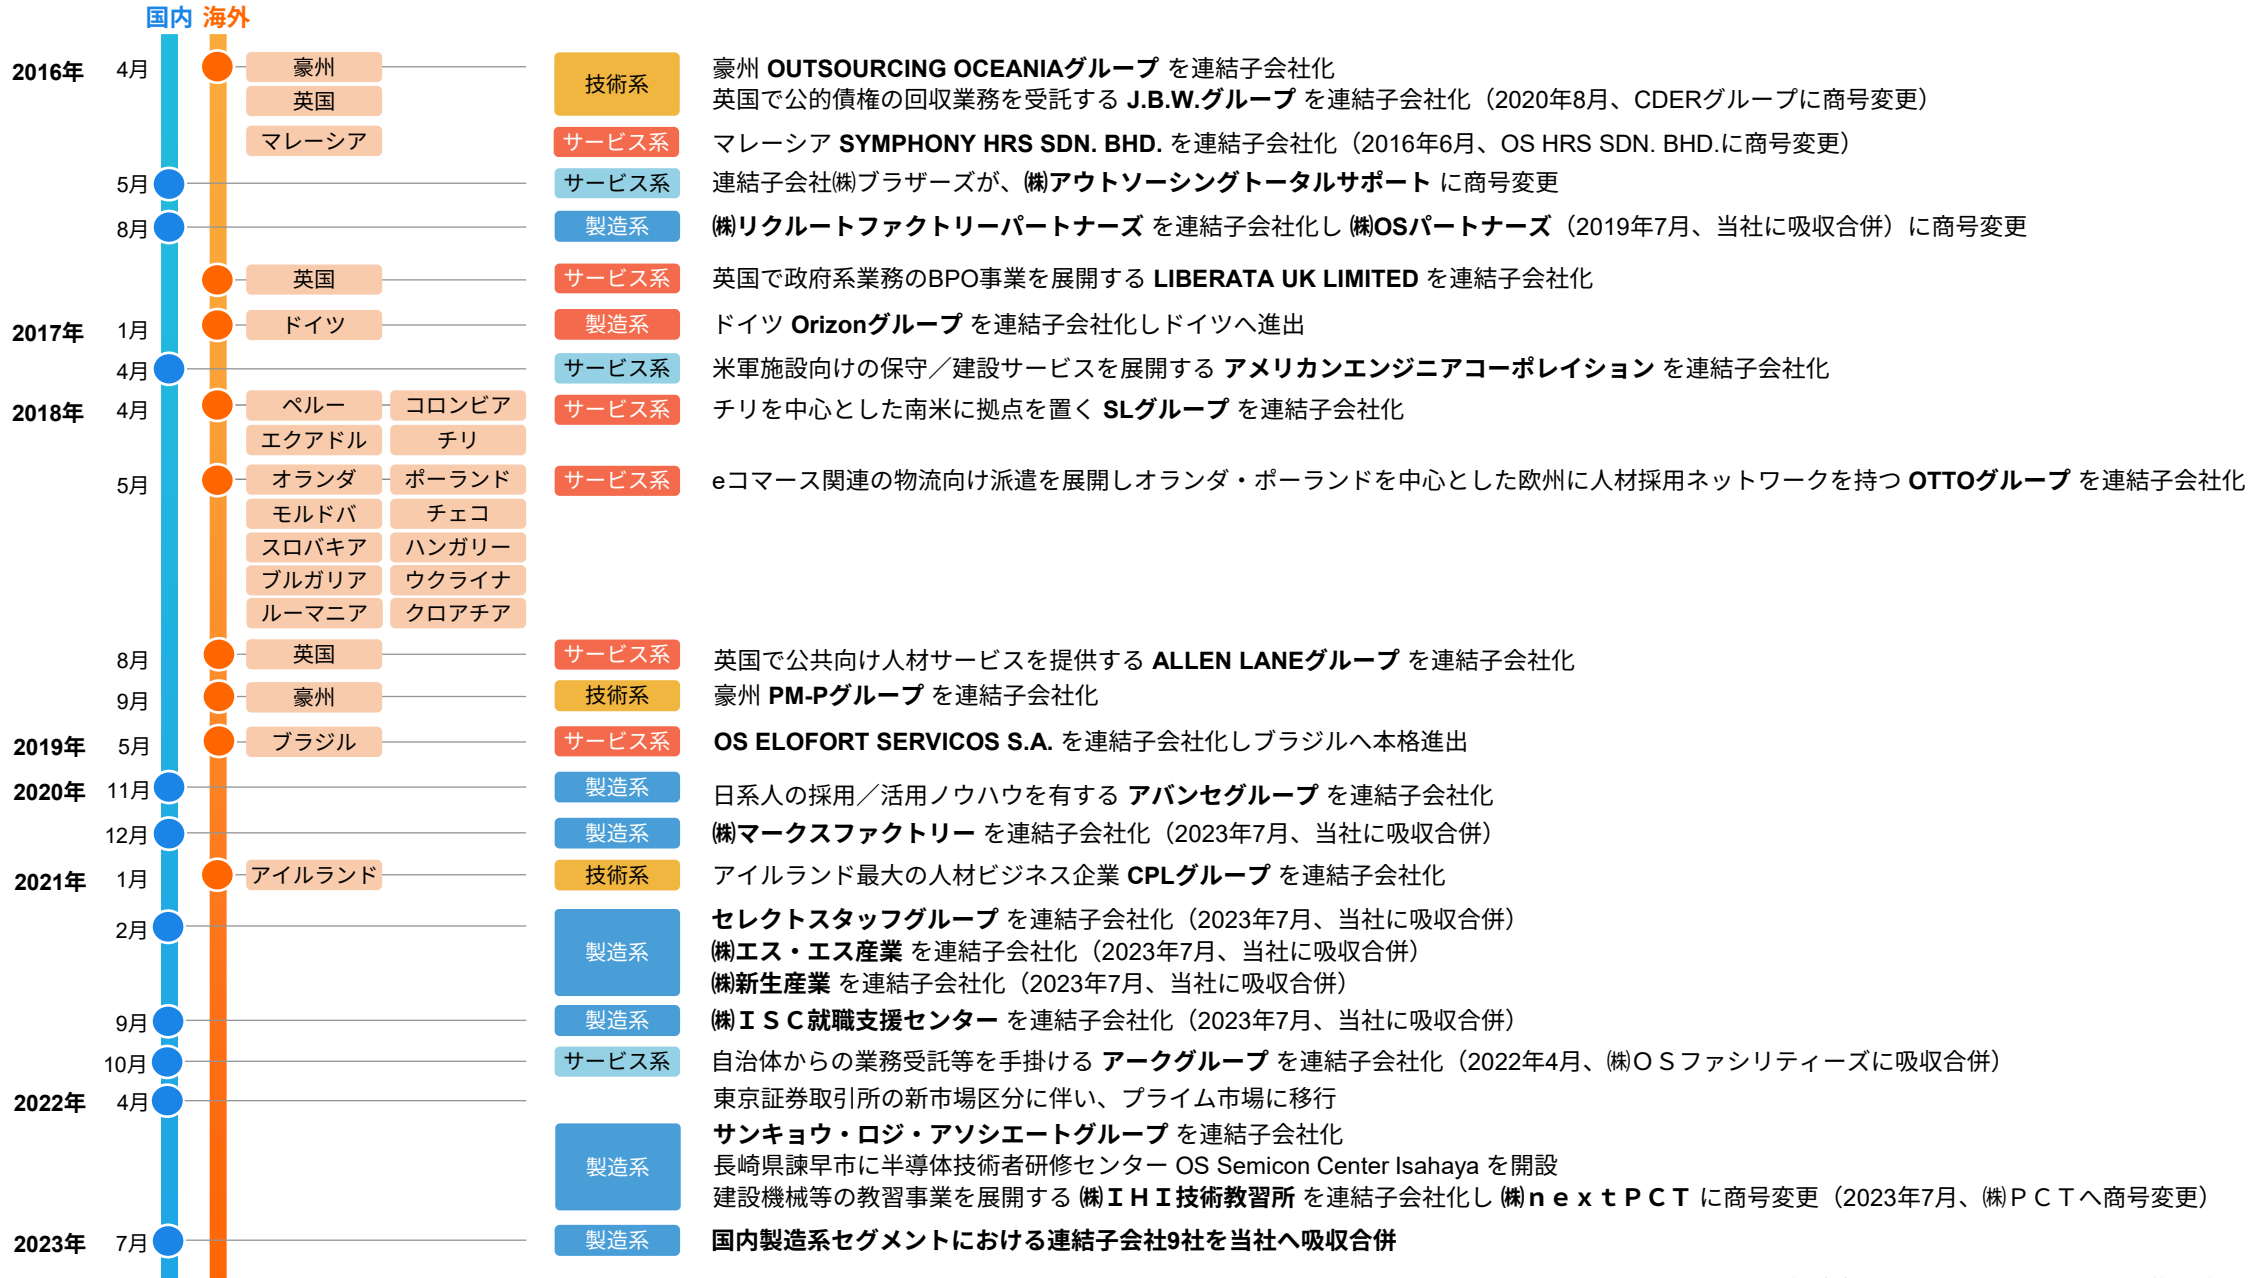 国内 海外
2016年 4月 豪州 技術系 豪州 OUTSOURCING OCEANIAグループ を連結子会社化
英国 英国で公的債権の回収業務を受託する J.B.W.グループ を連結子会社化（2020年8月、CDERグループに商号変更）
マレーシア サービス系 マレーシア SYMPHONY HRS SDN. BHD. を連結子会社化（2016年6月、OS HRS SDN. BHD.に商号変更）
5月 サービス系 連結子会社㈱ブラザーズが、㈱アウトソーシングトータルサポート に商号変更
8月 製造系 ㈱リクルートファクトリーパートナーズ を連結子会社化し ㈱OSパートナーズ（2019年7月、当社に吸収合併）に商号変更
英国 サービス系 英国で政府系業務のBPO事業を展開する LIBERATA UK LIMITED を連結子会社化
2017年 1月 ドイツ 製造系 ドイツ Orizonグループ を連結子会社化しドイツへ進出
4月 サービス系 米軍施設向けの保守／建設サービスを展開する アメリカンエンジニアコーポレイション を連結子会社化
2018年 4月 ペルー コロンビア サービス系 チリを中心とした南米に拠点を置く SLグループ を連結子会社化
エクアドル チリ
5月 オランダ ポーランド サービス系 eコマース関連の物流向け派遣を展開しオランダ・ポーランドを中心とした欧州に人材採用ネットワークを持つ OTTOグループ を連結子会社化
モルドバ チェコ
スロバキア ハンガリー
ブルガリア ウクライナ
ルーマニア クロアチア
8月 英国 サービス系 英国で公共向け人材サービスを提供する ALLEN LANEグループ を連結子会社化
9月 豪州 技術系 豪州 PM-Pグループ を連結子会社化
2019年 5月 ブラジル サービス系 OS ELOFORT SERVICOS S.A. を連結子会社化しブラジルへ本格進出
2020年 11月 製造系 日系人の採用／活用ノウハウを有する アバンセグループ を連結子会社化
12月 製造系 ㈱マークスファクトリー を連結子会社化（2023年7月、当社に吸収合併）
2021年 1月 アイルランド 技術系 アイルランド最大の人材ビジネス企業 CPLグループ を連結子会社化
2月 製造系 セレクトスタッフグループ を連結子会社化（2023年7月、当社に吸収合併）
㈱エス・エス産業 を連結子会社化（2023年7月、当社に吸収合併）
㈱新生産業 を連結子会社化（2023年7月、当社に吸収合併）
9月 製造系 ㈱ＩＳＣ就職支援センター を連結子会社化（2023年7月、当社に吸収合併）
10月 サービス系 自治体からの業務受託等を手掛ける アークグループ を連結子会社化（2022年4月、㈱ＯＳファシリティーズに吸収合併）
2022年 4月 東京証券取引所の新市場区分に伴い、プライム市場に移行
製造系 サンキョウ・ロジ・アソシエートグループ を連結子会社化
長崎県諫早市に半導体技術者研修センター OS Semicon Center Isahaya を開設
建設機械等の教習事業を展開する ㈱ＩＨＩ技術教習所 を連結子会社化し ㈱ｎｅｘｔＰＣＴ に商号変更（2023年7月、㈱ＰＣＴへ商号変更）
2023年 7月 製造系 国内製造系セグメントにおける連結子会社9社を当社へ吸収合併